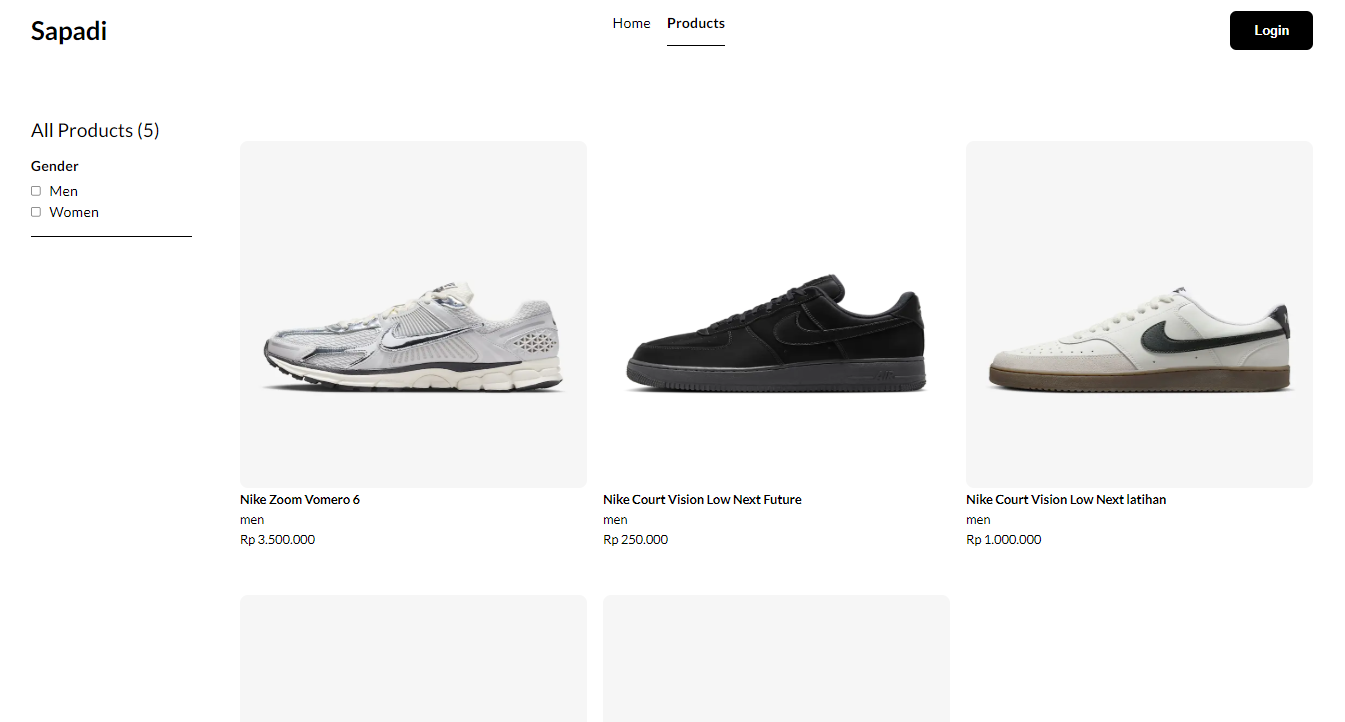 Sapadi
Home
Products
Login
All Products (5)
Gender
Men
Women
Nike Zoom Vomero 6
men
Rp 3.500.000
Nike Court Vision Low Next Future
men
Rp 250.000
Nike Court Vision Low Next latihan
men
Rp 1.000.000